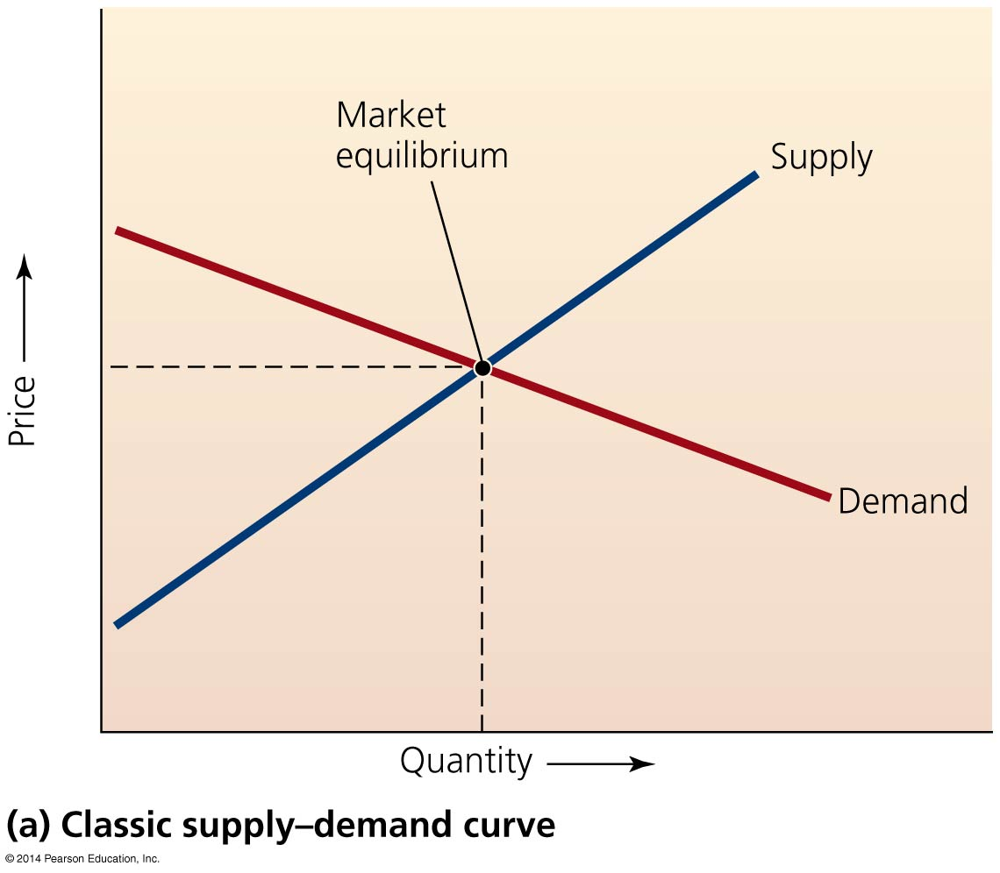 Market
equilibrium
Supply
Price
Demand
Quantity
(a) Classic supply–demand curve
© 2014 Pearson Education, Inc.